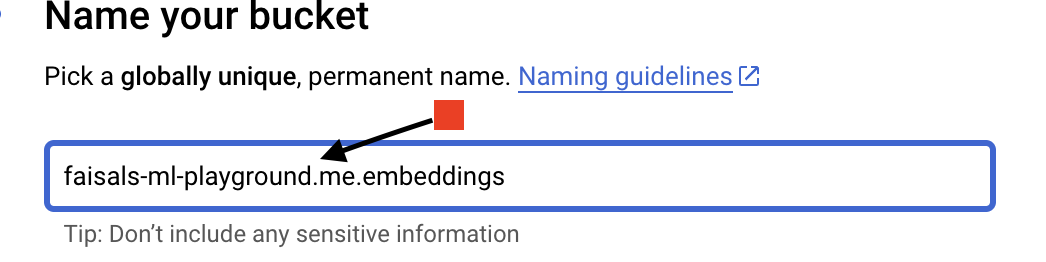 Name your bucket
Pick a globally unique, permanent name. Naming guidelines
faisals-ml-playground.me.embeddings
Tip: Don’t include any sensitive information